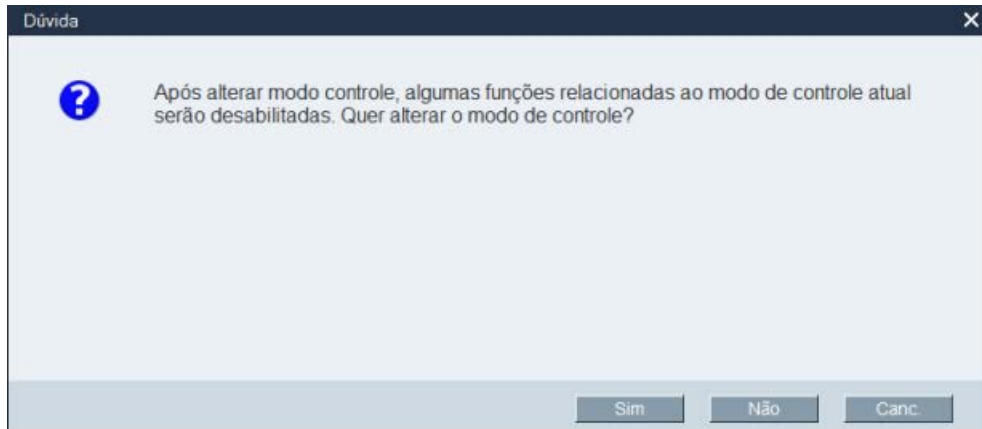 Dúvida
Após alterar modo controle, algumas funções relacionadas ao modo de controle atual
serão desabilitadas. Quer alterar o modo de controle?
Sim Não Canc.